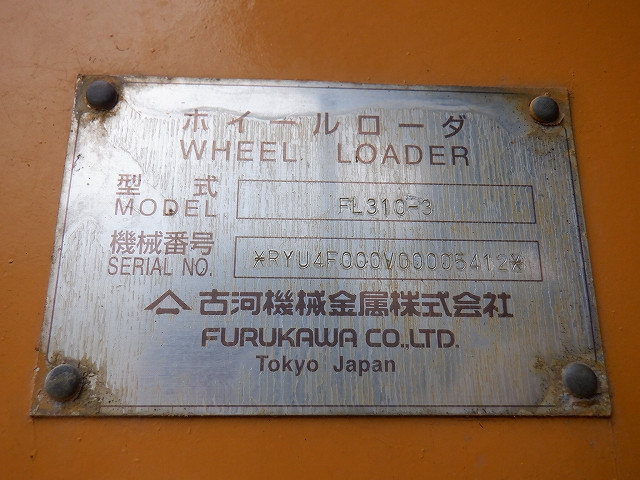 ホイールローダ
WHEEL LOADER
型式 FL310-3
MODEL
機械番号 *RYU4F000V00005412*
SERIAL NO.
古河機械金属株式会社
FURUKAWA CO.,LTD.
Tokyo Japan